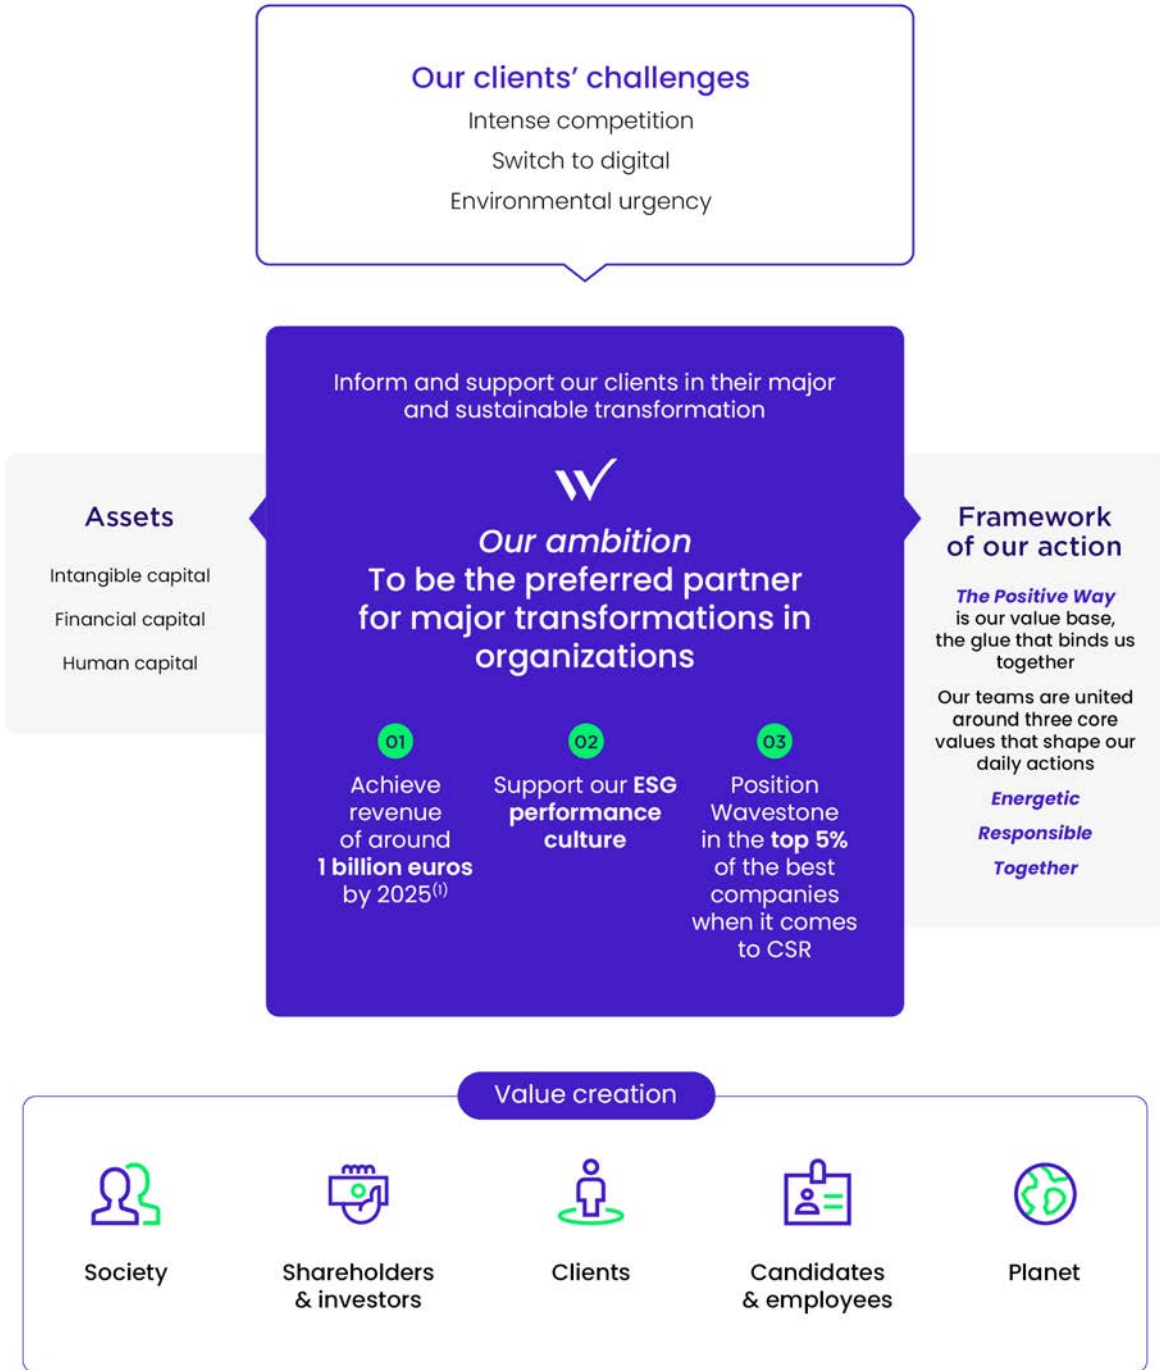 Our clients’ challenges
Intense competition
Switch to digital
Environmental urgency
Inform and support our clients in their major
and sustainable transformation
Our ambition
To be the preferred partner
for major transformations in
organizations
01
Achieve
revenue
of around
1 billion euros
by 2025(1)
02
Support our ESG
performance
culture
03
Position
Wavestone
in the top 5%
of the best
companies
when it comes
to CSR
Assets
Intangible capital
Financial capital
Human capital
Framework
of our action
The Positive Way
is our value base,
the glue that binds us
together
Our teams are united
around three core
values that shape our
daily actions
Energetic
Responsible
Together
Value creation
Society
Shareholders
& investors
Clients
Candidates
& employees
Planet